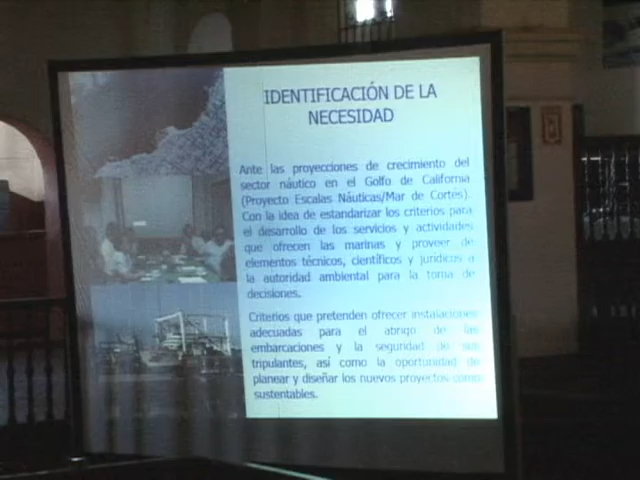 IDENTIFICACIÓN DE LA
NECESIDAD
Ante las proyecciones de crecimiento del
sector náutico en el Golfo de California
(Proyecto Escalas Náuticas/Mar de Cortés).
Con la idea de estandarizar los criterios para
el desarrollo de los servicios y actividades
que ofrecen las marinas y proveer de
elementos técnicos, científicos y jurídicos a
la autoridad ambiental para la toma de
decisiones.
Criterios que pretenden ofrecer instalaciones
adecuadas para el abrigo de las
embarcaciones y la seguridad de sus
tripulantes, así como la oportunidad de
planear y diseñar los nuevos proyectos como
sustentables.